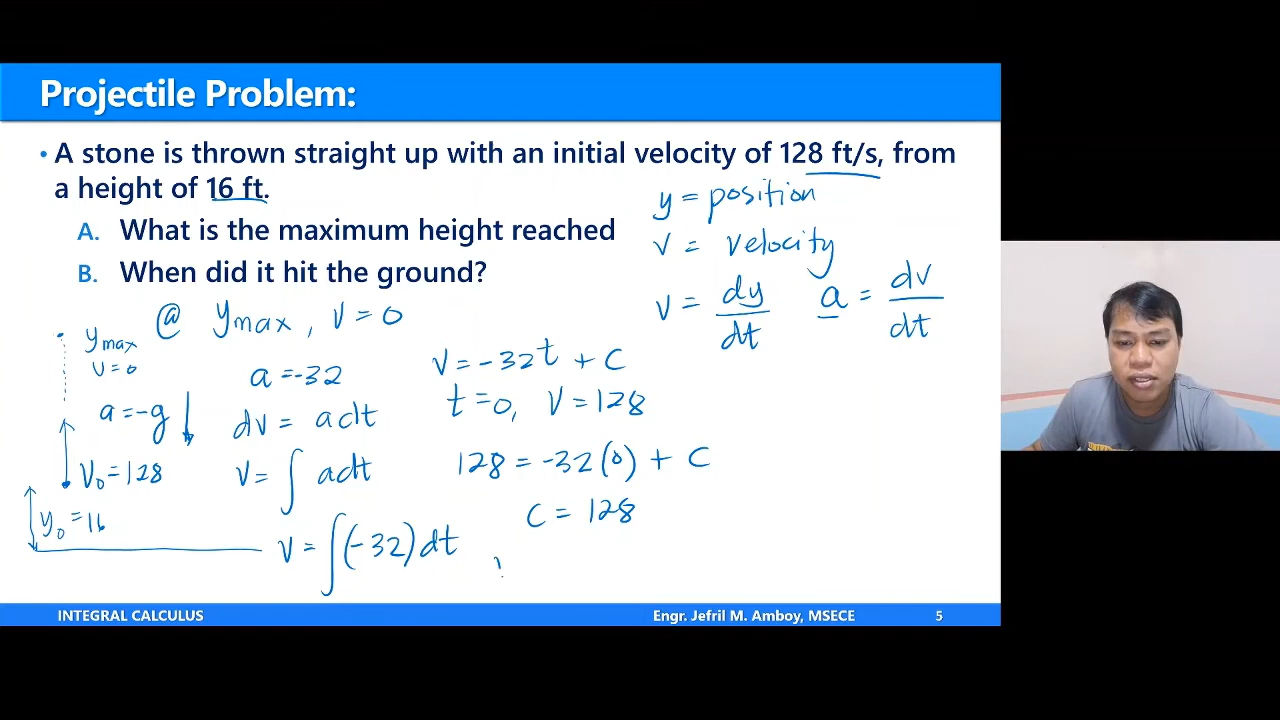 Projectile Problem:
• A stone is thrown straight up with an initial velocity of 128 ft/s, from
a height of 16 ft.
A. What is the maximum height reached
B. When did it hit the ground?
y = position
v = velocity
v = dy/dt a = dv/dt
@ ymax, v = 0
ymax
v = 0
a = -g
v0 = 128
y0 = 16
a = -32
dv = a dt
v = ∫ a dt
v = ∫(-32) dt
v = -32t + C
t = 0, v = 128
128 = -32(0) + C
C = 128
INTEGRAL CALCULUS
Engr. Jefril M. Amboy, MSECE
5